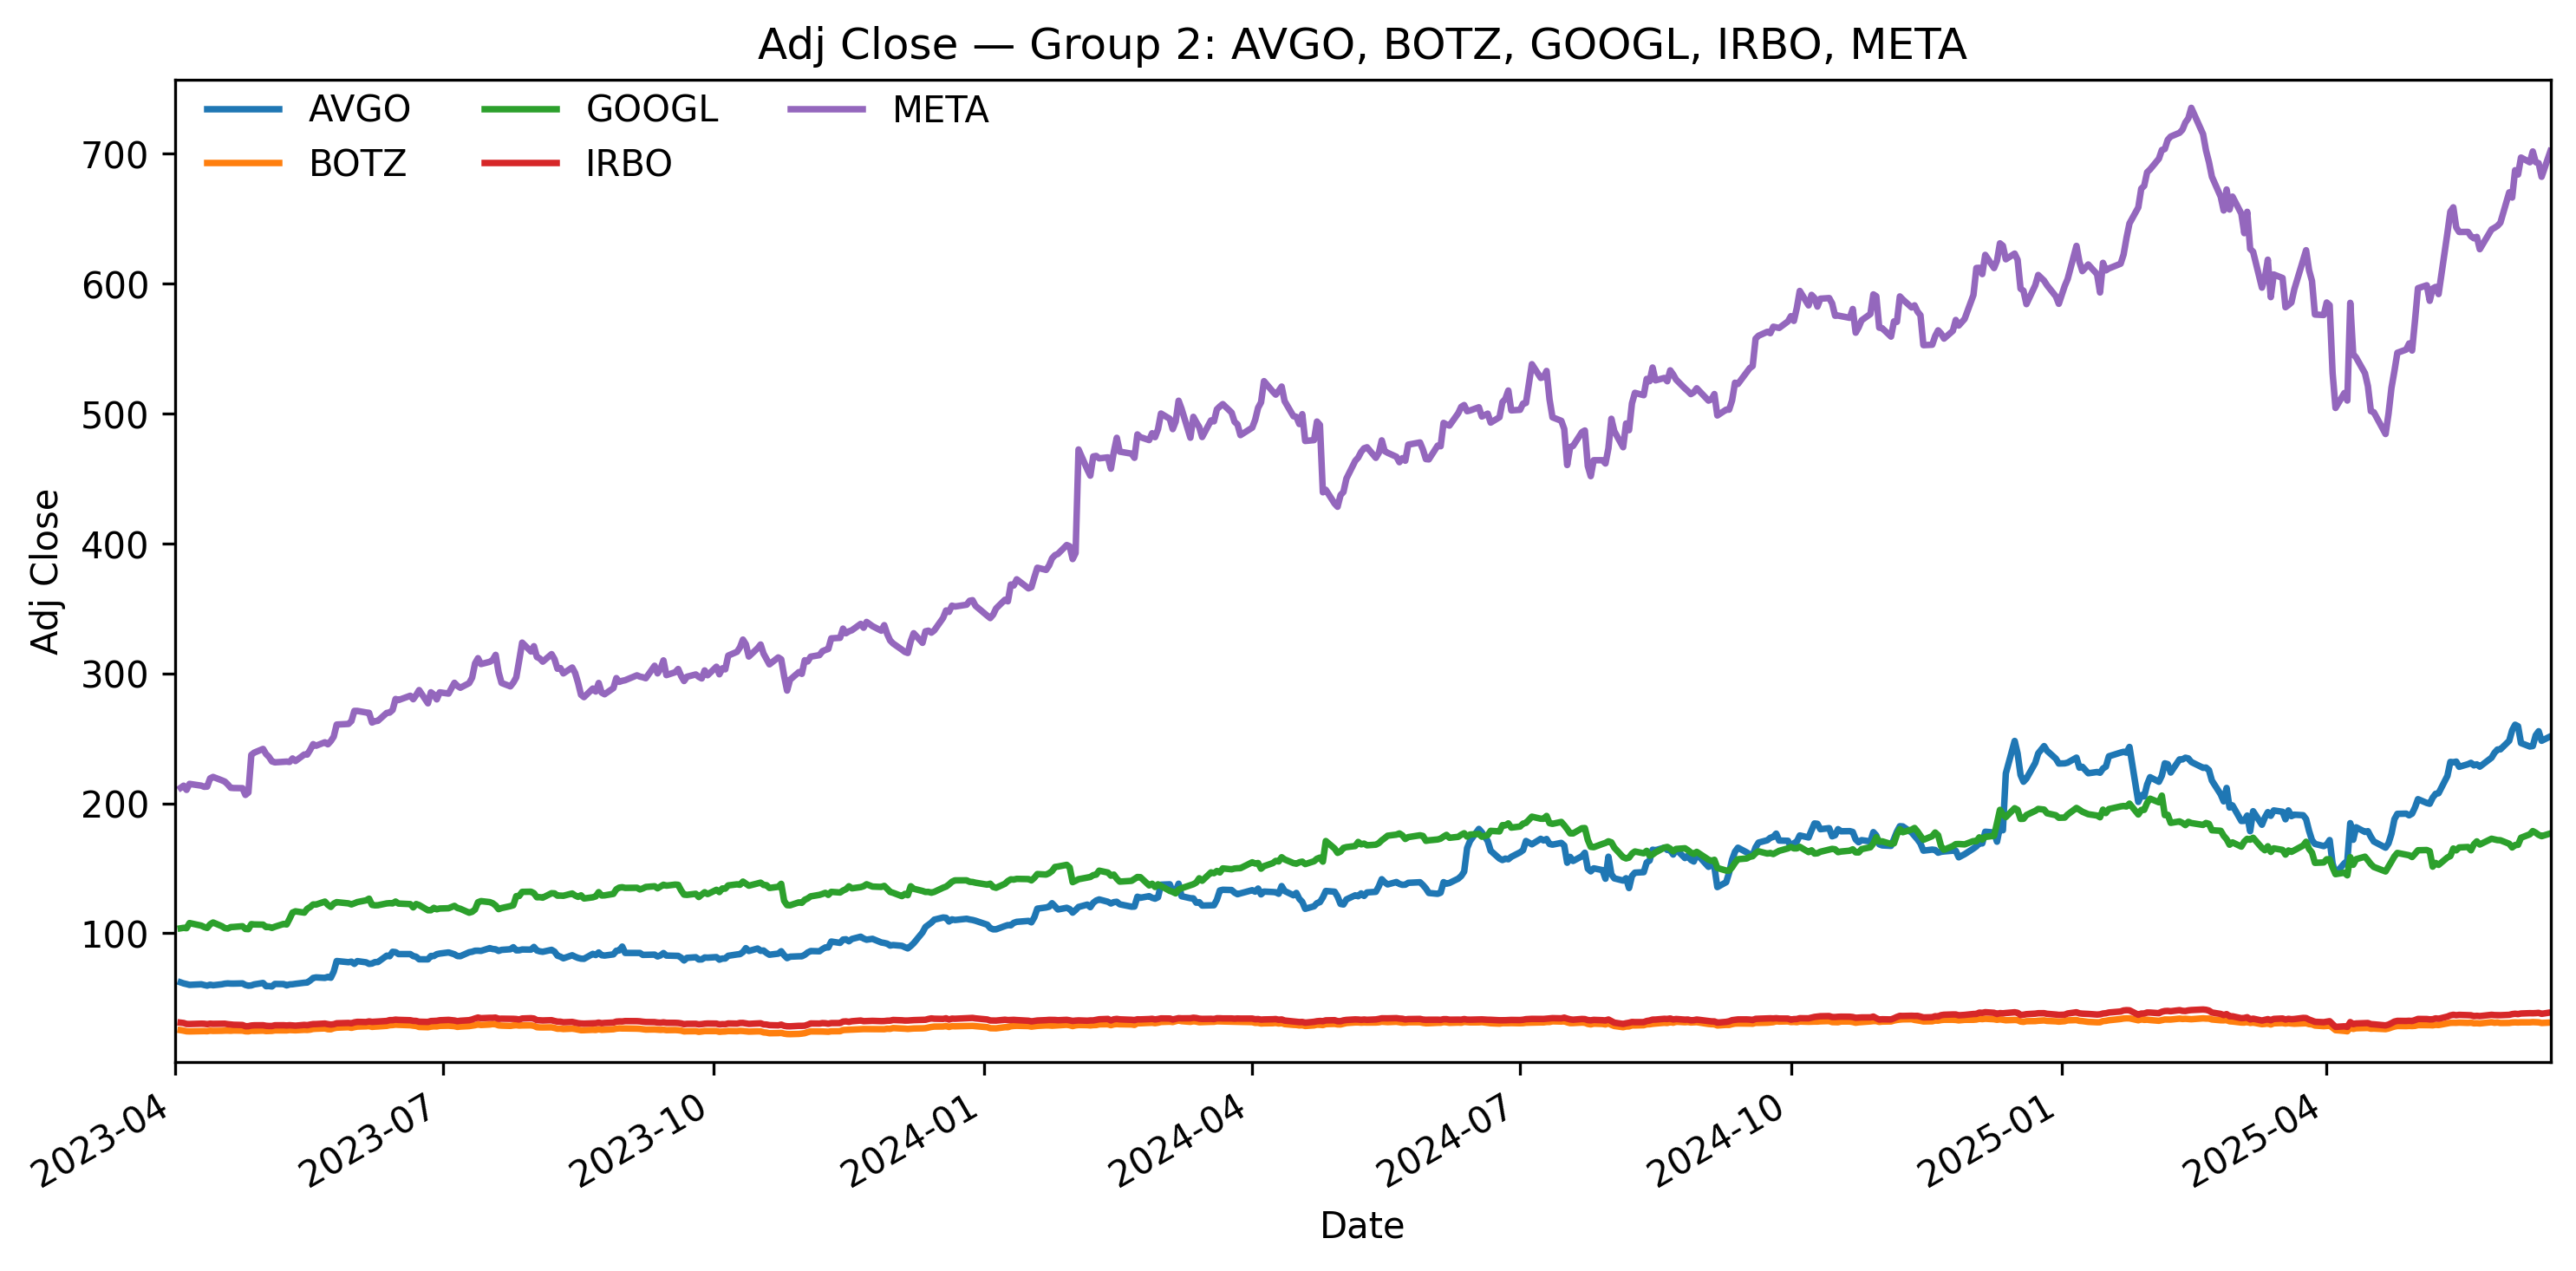 Adj Close — Group 2: AVGO, BOTZ, GOOGL, IRBO, META
AVGO
BOTZ
GOOGL
IRBO
META
700
600
500
400
300
200
100
Adj Close
2023-04
2023-07
2023-10
2024-01
2024-04
2024-07
2024-10
2025-01
2025-04
Date